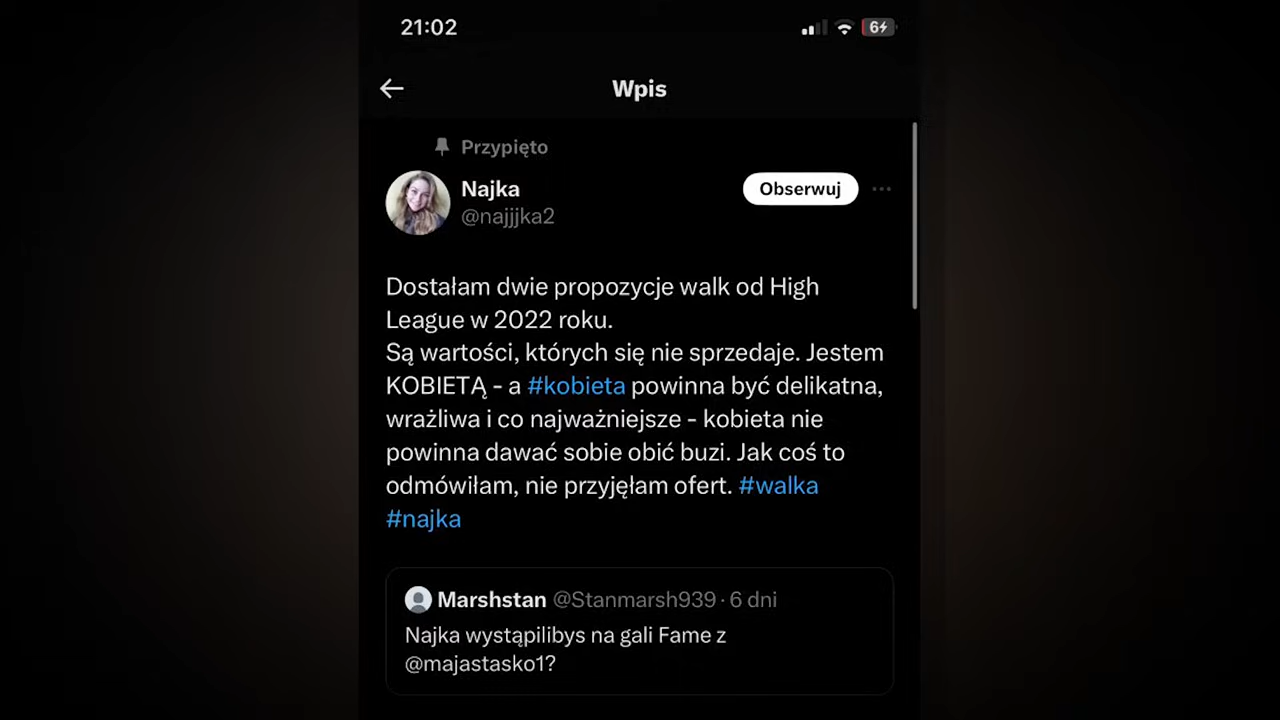 21:02
6
Wpis
Przypięto
Najka
Obserwuj
@najjjka2
Dostałam dwie propozycje walk od High
League w 2022 roku.
Są wartości, których się nie sprzedaje. Jestem
KOBIETĄ - a #kobieta powinna być delikatna,
wrażliwa i co najważniejsze - kobieta nie
powinna dawać sobie obić buzi. Jak coś to
odmówiłam, nie przyjęłam ofert. #walka
#najka
Marshstan @Stanmarsh939 · 6 dni
Najka wystąpilibys na gali Fame z
@majastasko1?